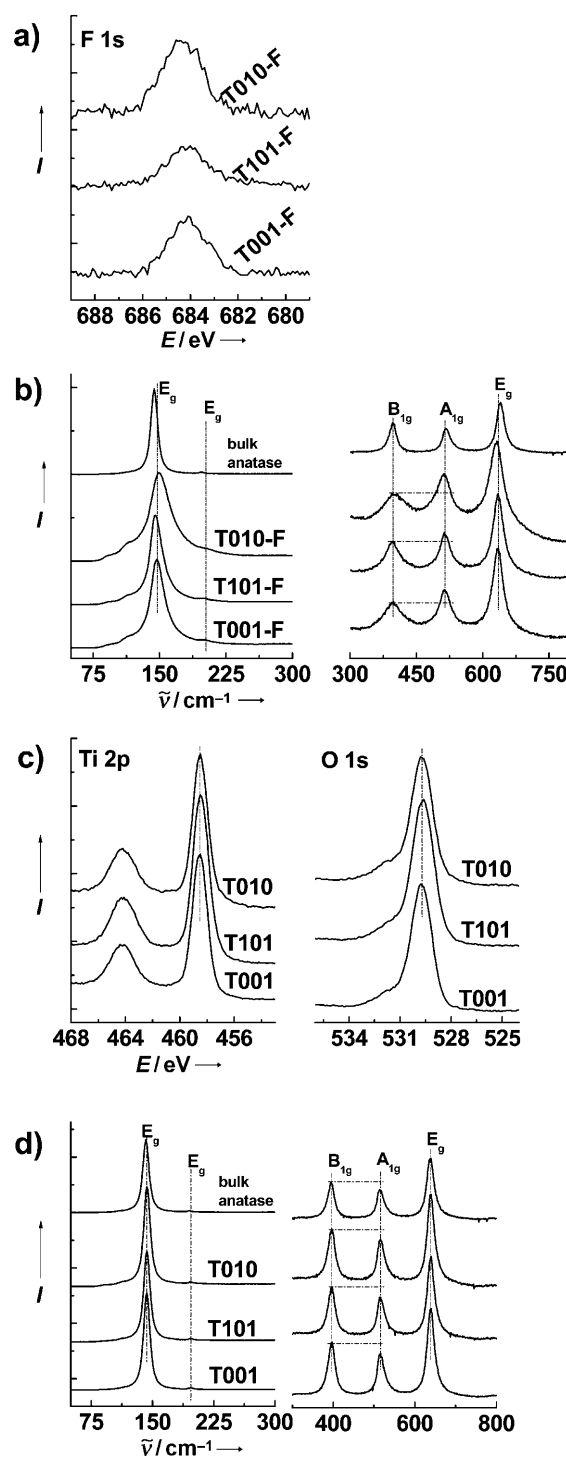 a) F 1s
T010-F
T101-F
T001-F
I
688 686 684 682 680
E / eV
b)
Eg Eg
bulk
anatase
T010-F
T101-F
T001-F
B1g A1g Eg
I
75 150 225 300
300 450 600 750
ṽ / cm⁻¹
c) Ti 2p O 1s
T010
T101
T001
T010
T101
T001
I
468 464 460 456
534 531 528 525
E / eV
d)
Eg Eg
bulk
anatase
T010
T101
T001
B1g A1g Eg
I
75 150 225 300
400 600 800
ṽ / cm⁻¹